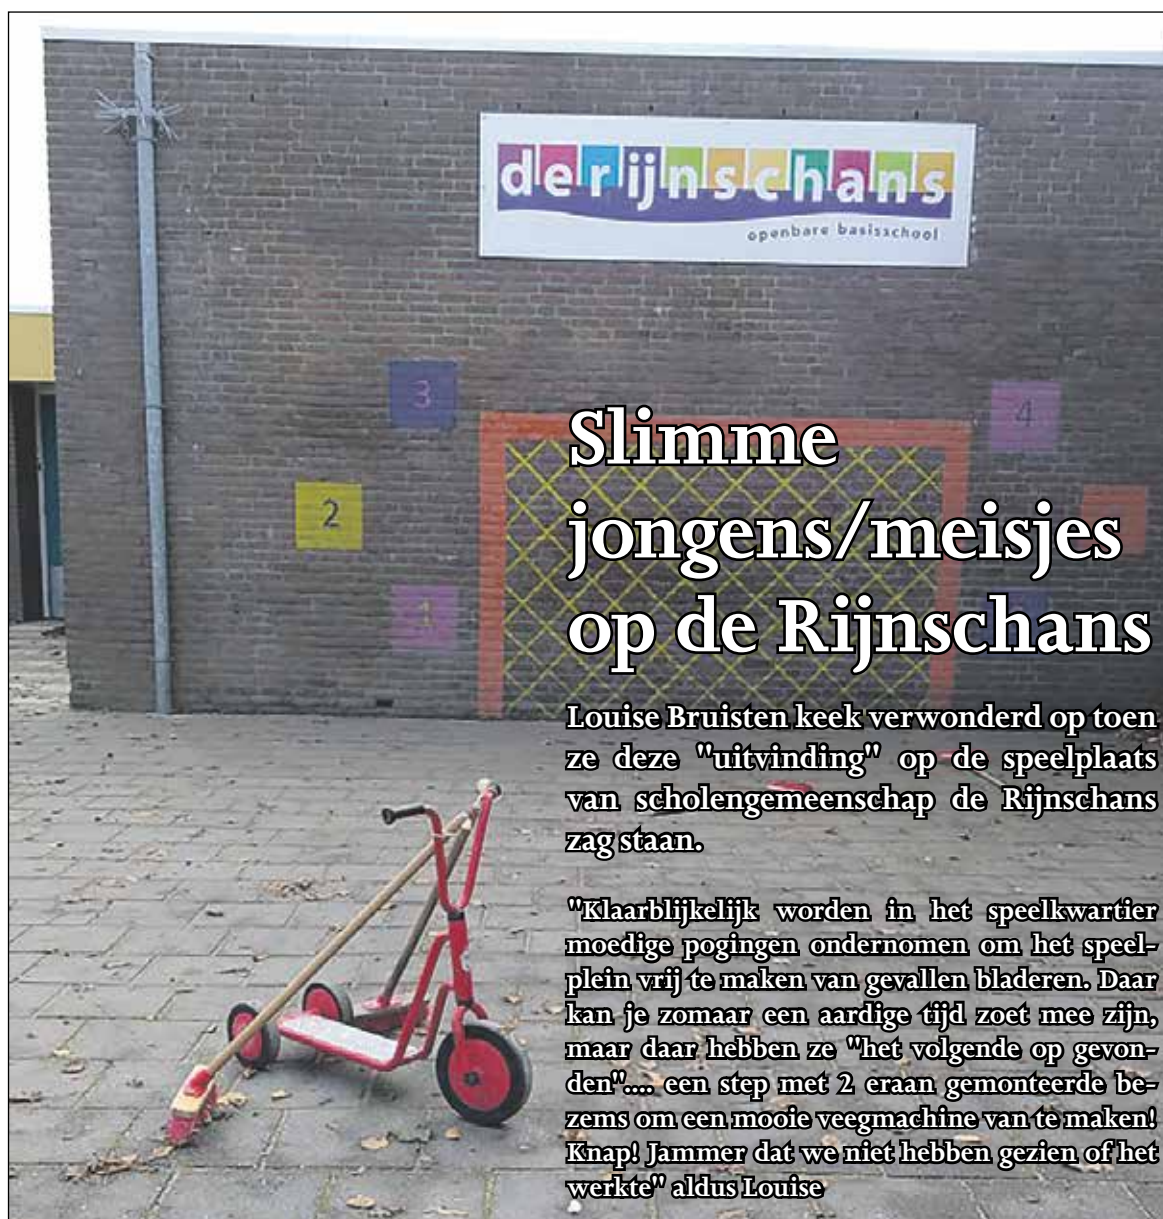 de rijnschans
openbare basisschool
3
4
2
1
Slimme
jongens/meisjes
op de Rijnschans
Louise Bruisten keek verwonderd op toen
ze deze "uitvinding" op de speelplaats
van scholengemeenschap de Rijnschans
zag staan.
"Klaarblijkelijk worden in het speelkwartier
moedige pogingen ondernomen om het speel-
plein vrij te maken van gevallen bladeren. Daar
kan je zomaar een aardige tijd zoet mee zijn,
maar daar hebben ze "het volgende op gevon-
den".... een step met 2 eraan gemonteerde be-
zems om een mooie veegmachine van te maken!
Knap! Jammer dat we niet hebben gezien of het
werkte" aldus Louise